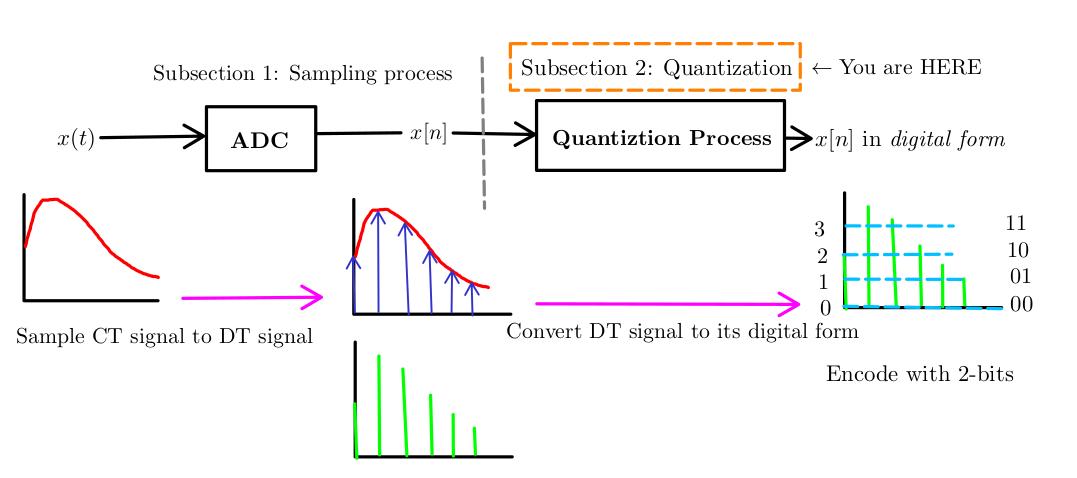 Subsection 1: Sampling process
Subsection 2: Quantization
← You are HERE
x(t)
ADC
x[n]
Quantiztion Process
x[n] in digital form
3
2
1
0
11
10
01
00
Sample CT signal to DT signal
Convert DT signal to its digital form
Encode with 2-bits